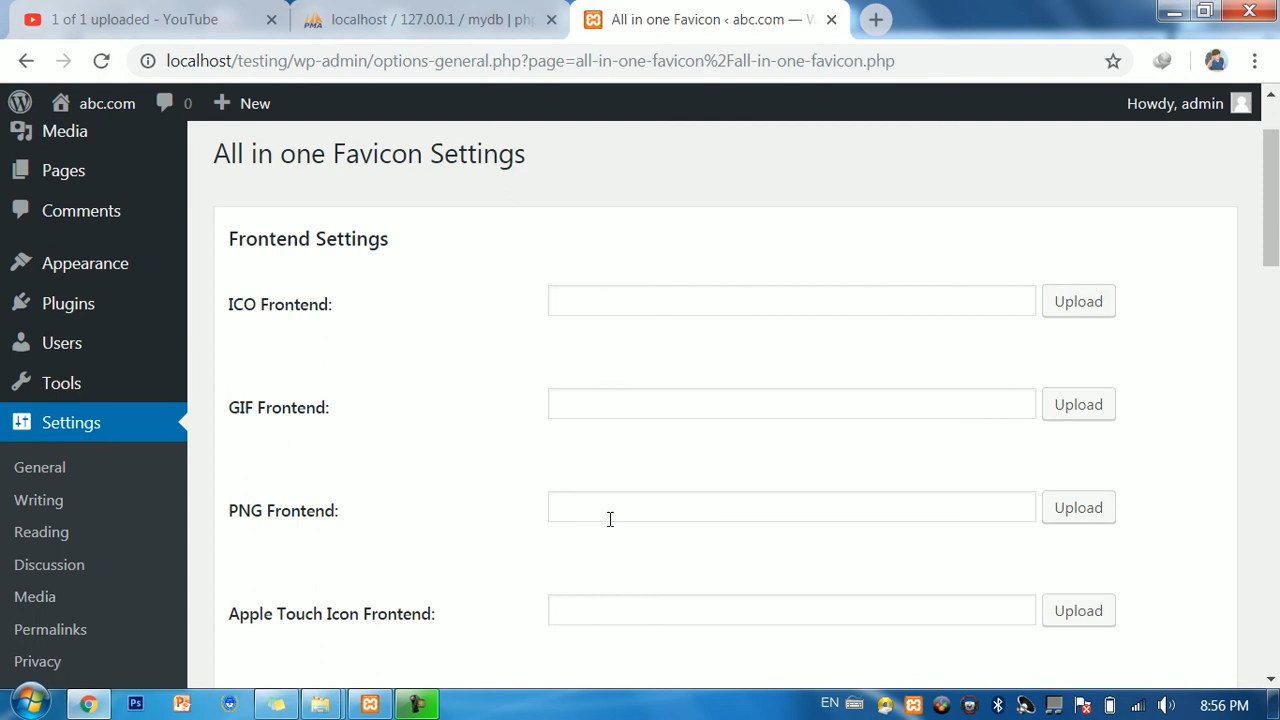 1 of 1 uploaded - YouTube
localhost / 127.0.0.1 / mydb | php
All in one Favicon ‹ abc.com — W
localhost/testing/wp-admin/options-general.php?page=all-in-one-favicon%2Fall-in-one-favicon.php
abc.com
0
New
Howdy, admin
Media
Pages
Comments
Appearance
Plugins
Users
Tools
Settings
General
Writing
Reading
Discussion
Media
Permalinks
Privacy
All in one Favicon Settings
Frontend Settings
ICO Frontend:
Upload
GIF Frontend:
Upload
PNG Frontend:
Upload
Apple Touch Icon Frontend:
Upload
PMA
Ps
EN
8:56 PM